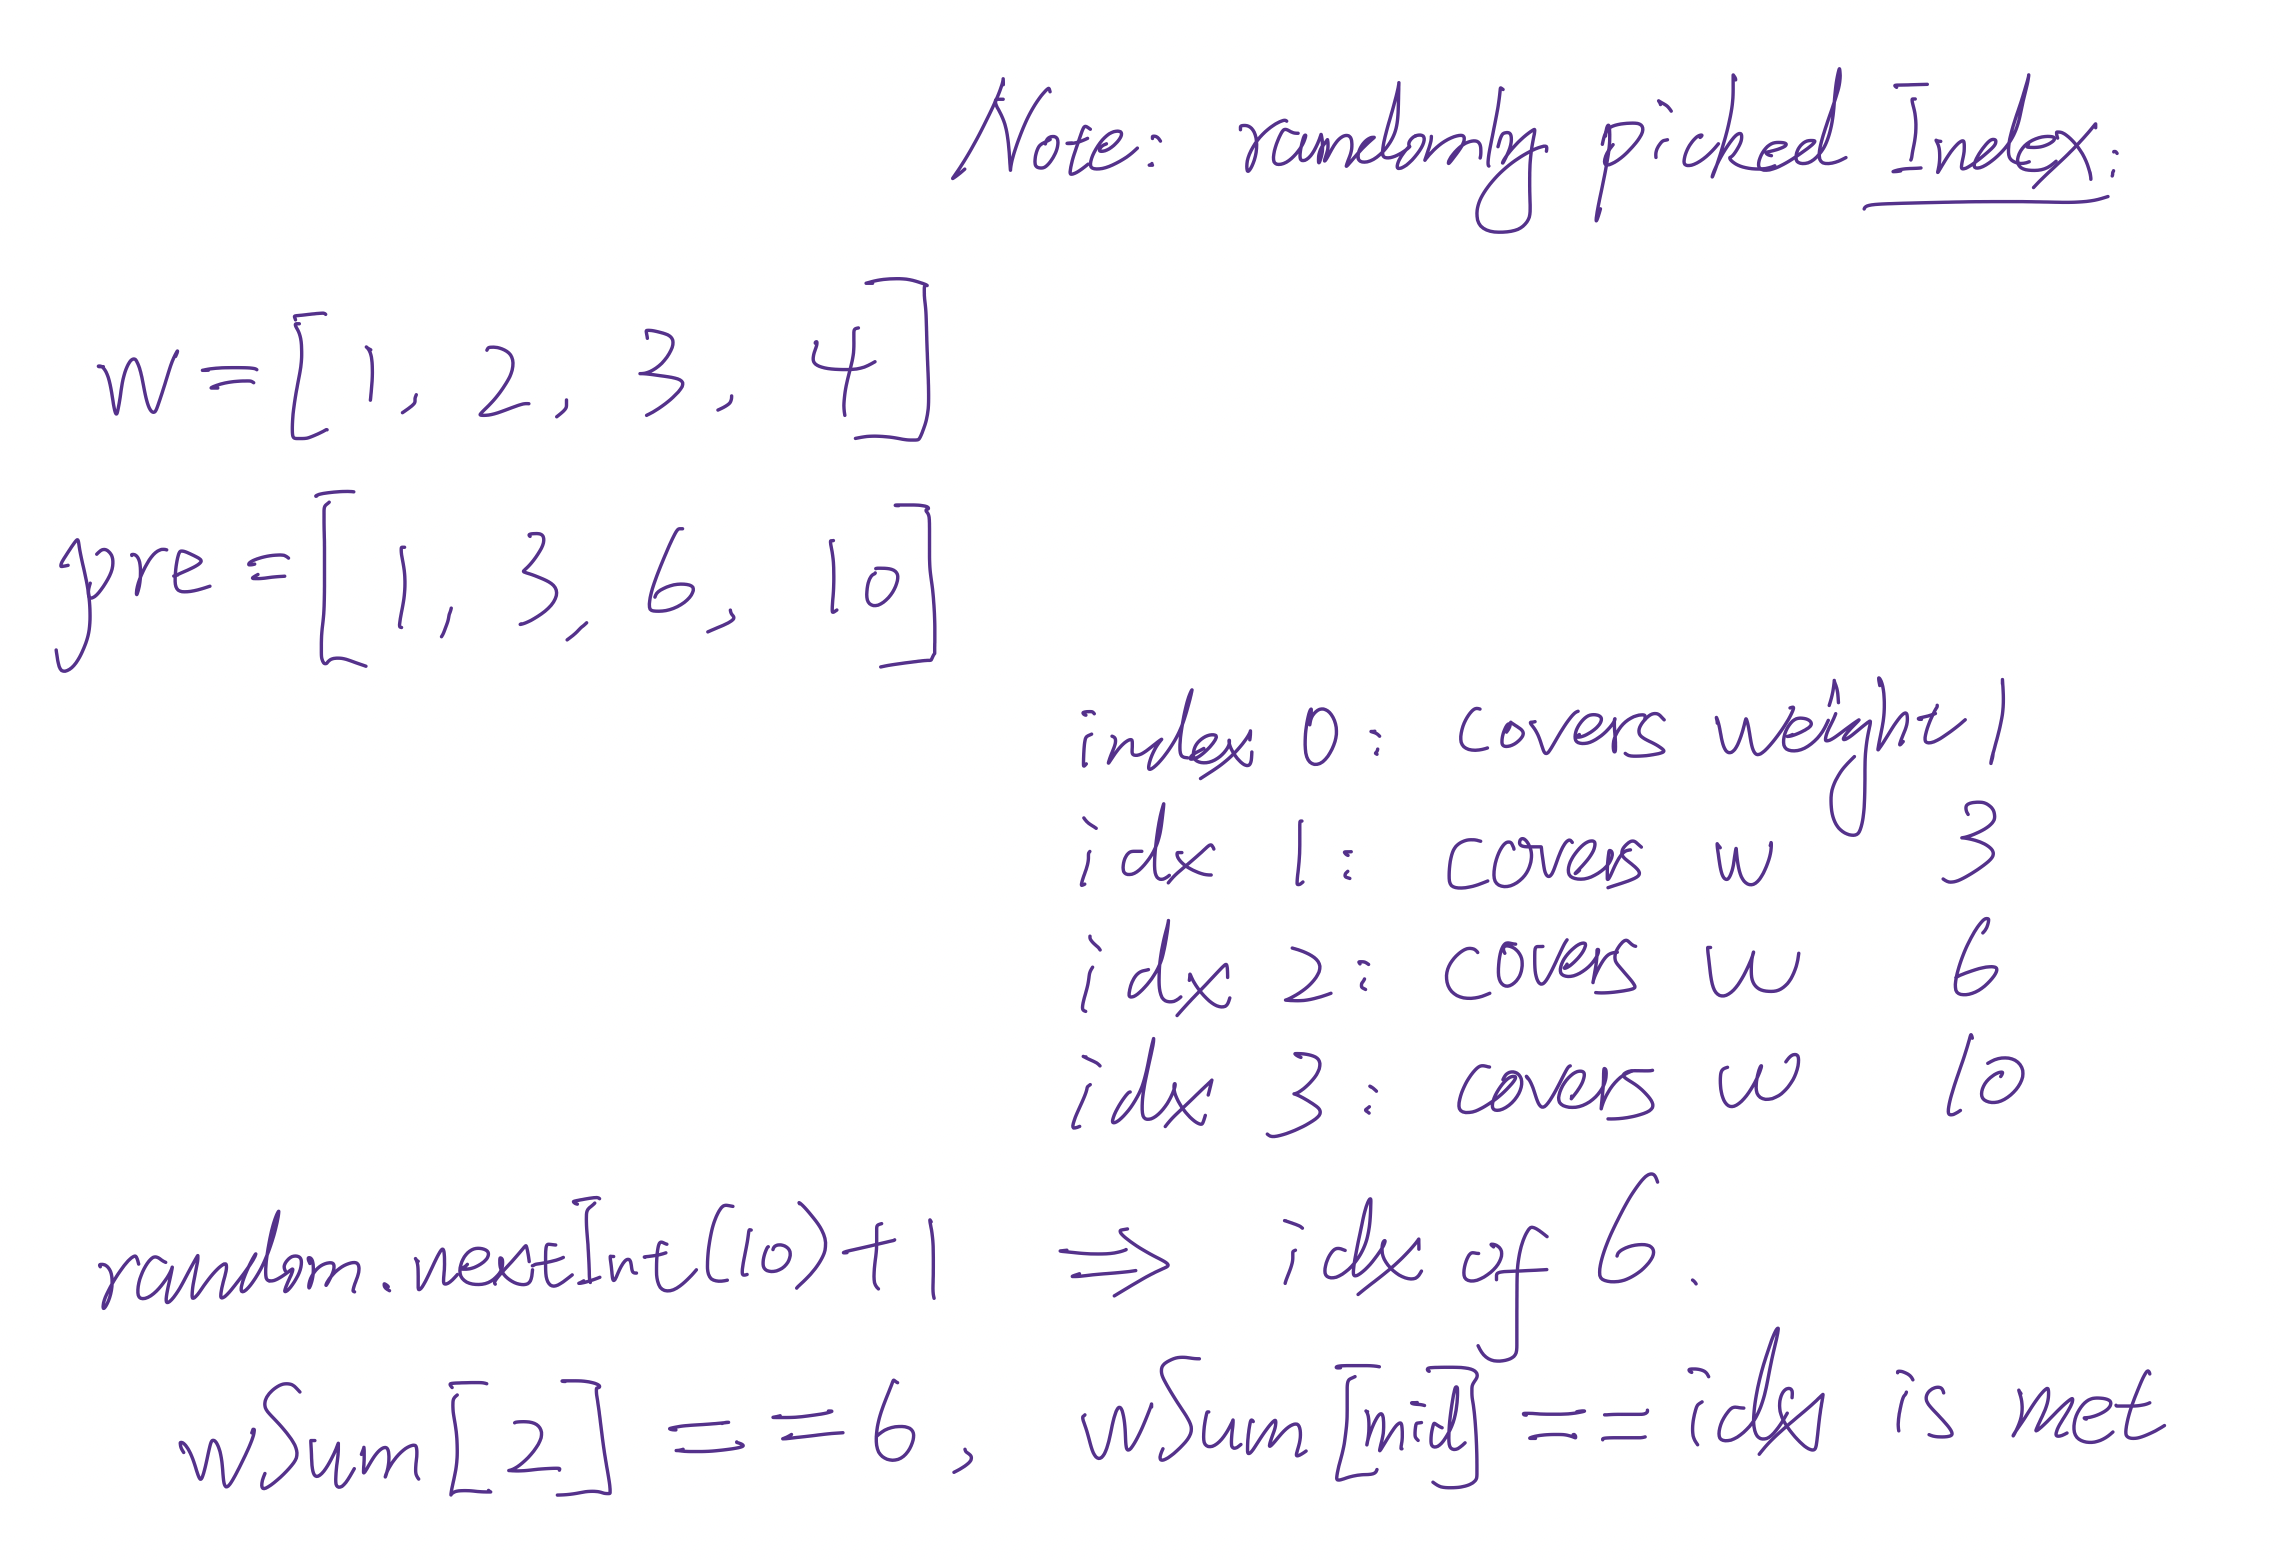 Note: randomly picked Index:
w = [1, 2, 3, 4]
pre = [1, 3, 6, 10]
index 0: covers weight 1
idx 1: covers w 3
idx 2: covers w 6
idx 3: covers w 10
random.nextInt(10)+1 => idx of 6.
wSum[2] == 6, wSum[mid] == idx is met